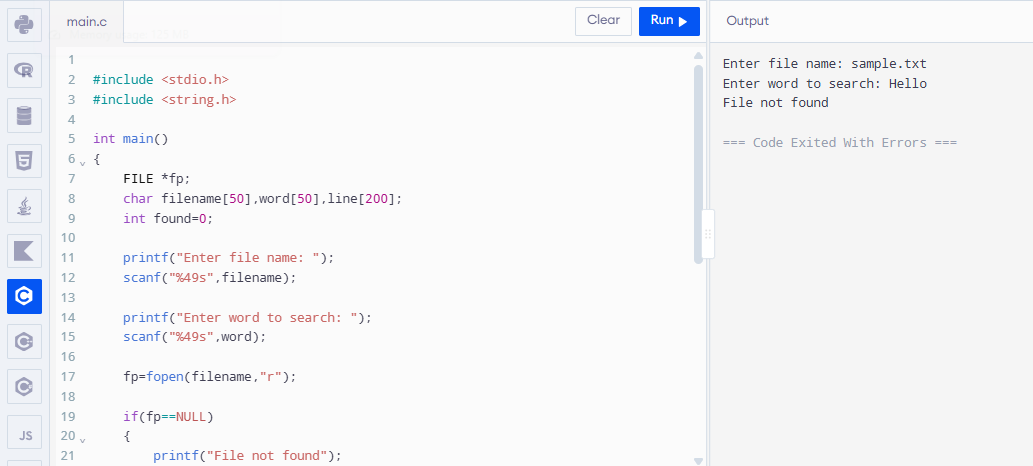 main.c
Clear
Run
Output
1
2 #include <stdio.h>
3 #include <string.h>
4
5 int main()
6 {
7 FILE *fp;
8 char filename[50],word[50],line[200];
9 int found=0;
10
11 printf("Enter file name: ");
12 scanf("%49s",filename);
13
14 printf("Enter word to search: ");
15 scanf("%49s",word);
16
17 fp=fopen(filename,"r");
18
19 if(fp==NULL)
20 {
21 printf("File not found");
Enter file name: sample.txt
Enter word to search: Hello
File not found
=== Code Exited With Errors ===
R
5
C
C
C
JS